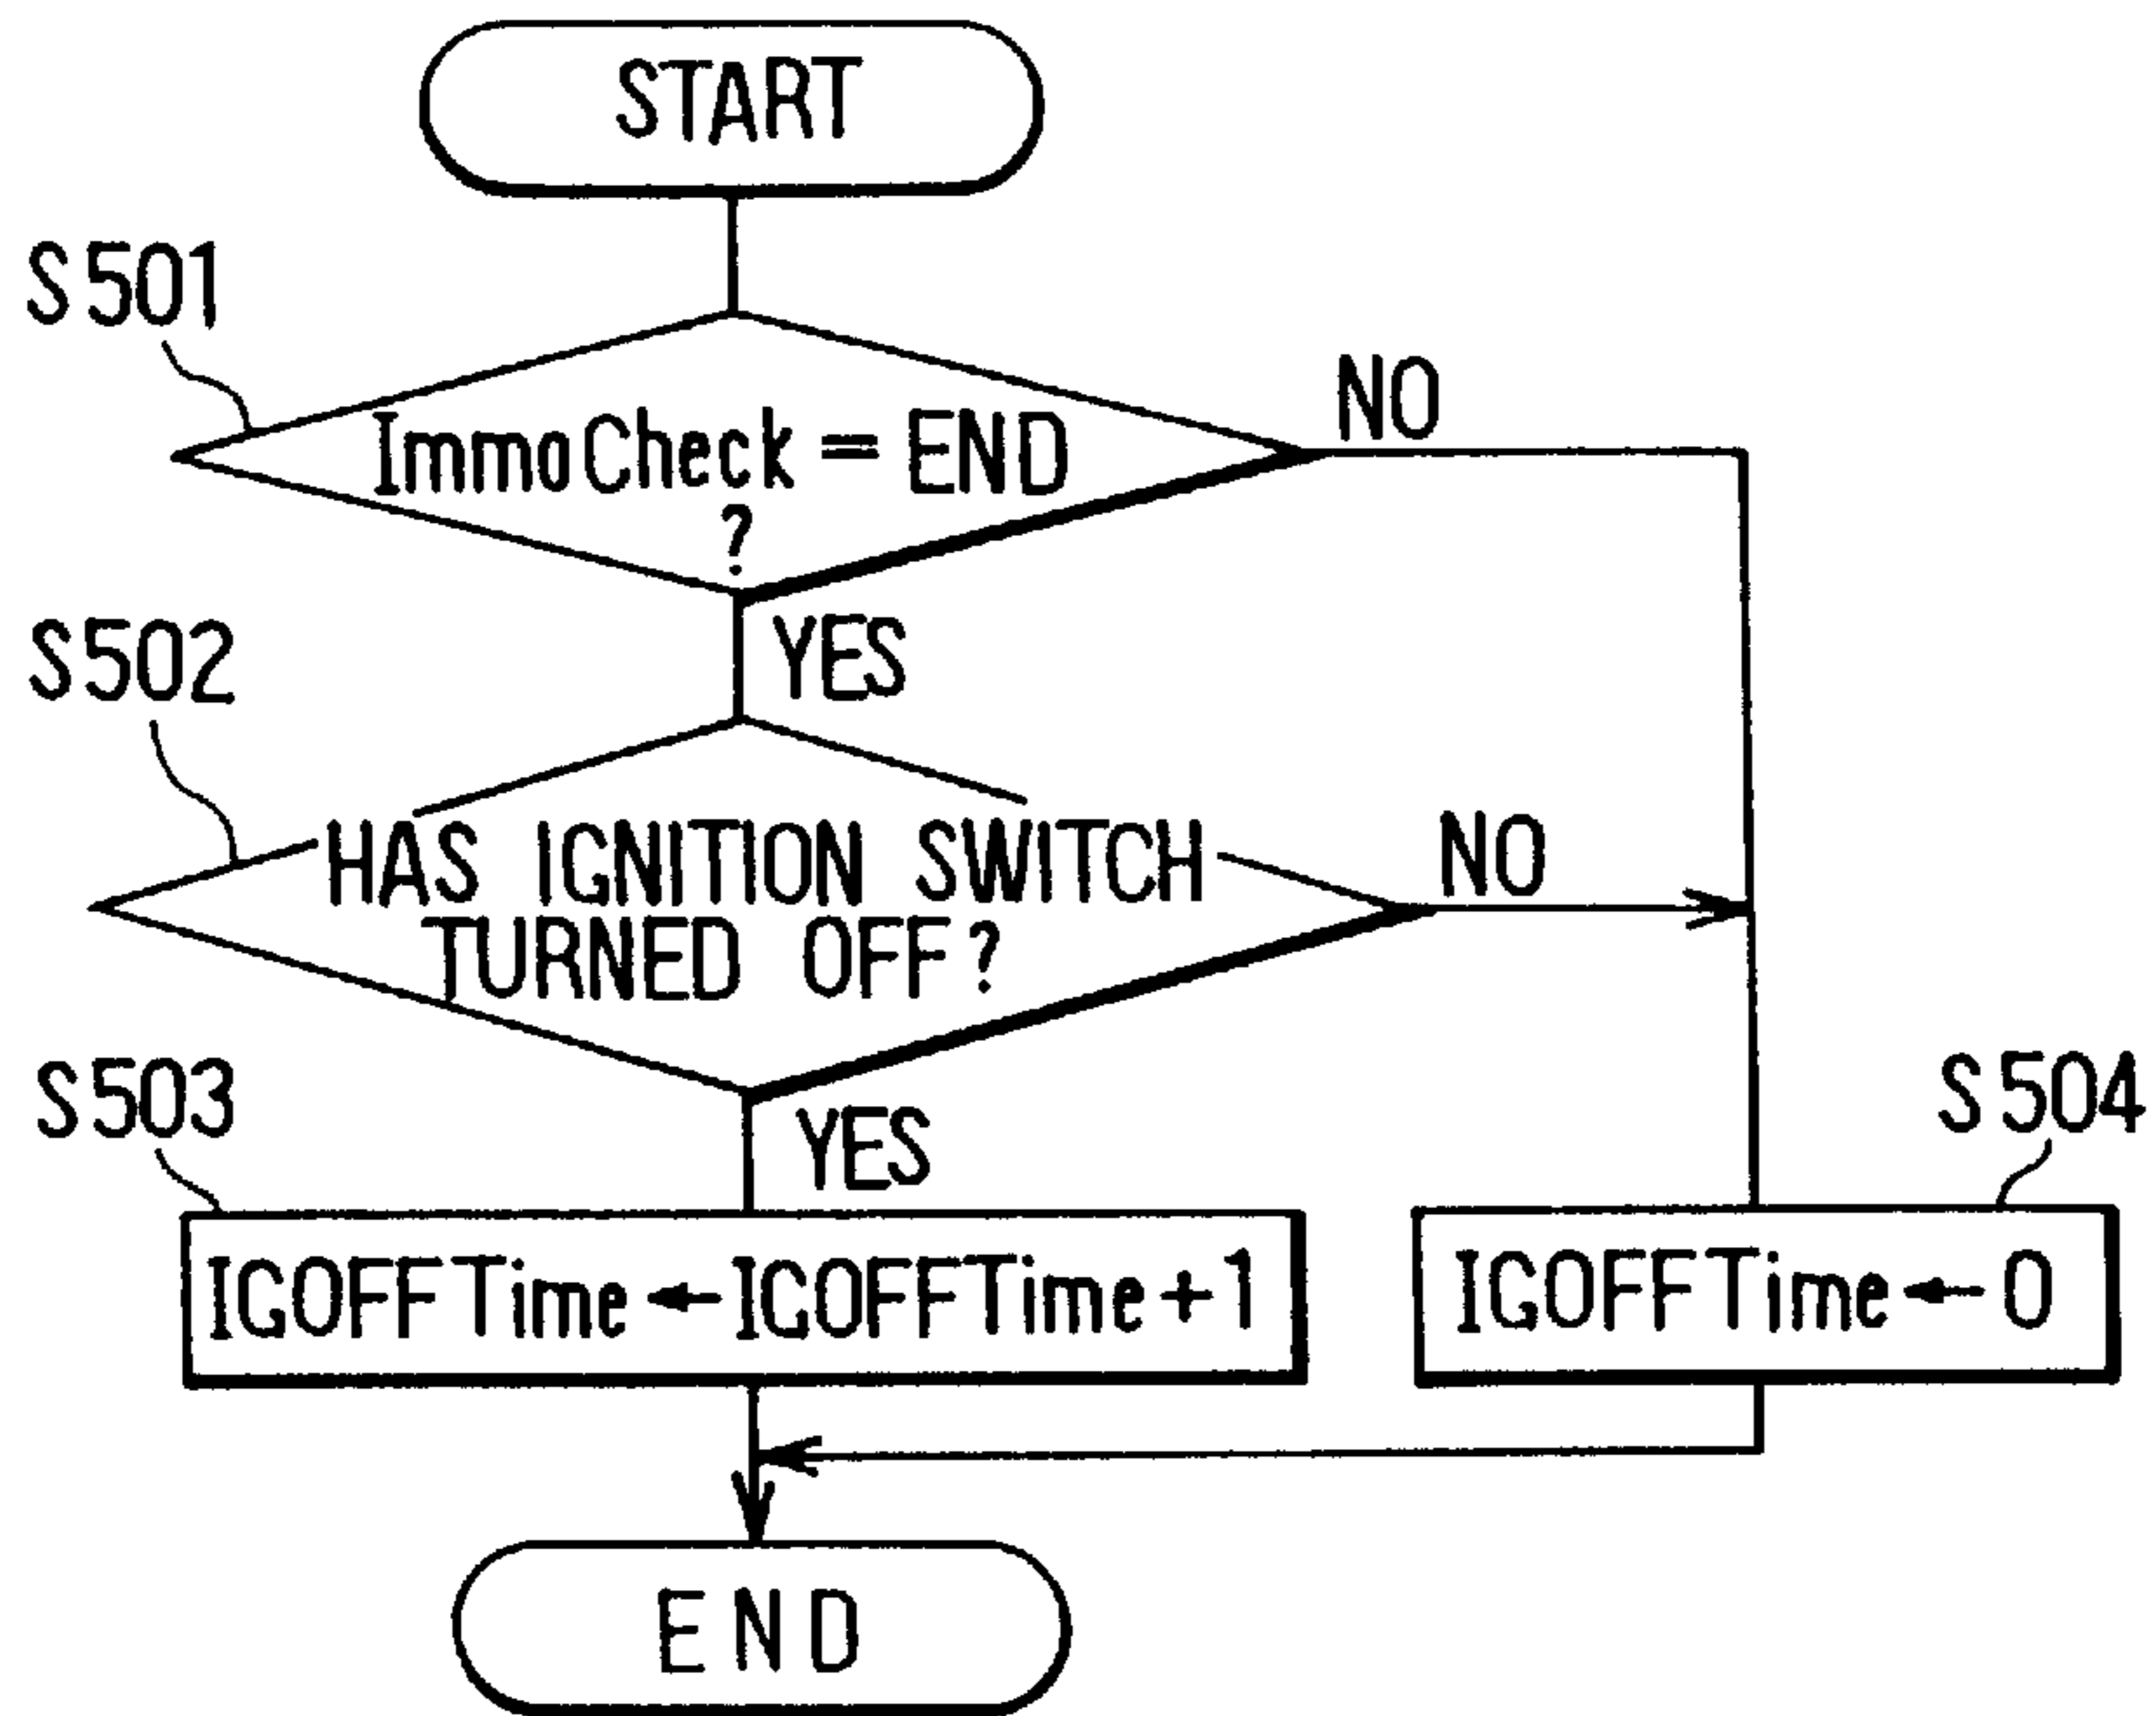 START
S501
ImmoCheck = END
?
NO
YES
S502
HAS IGNITION SWITCH
TURNED OFF?
NO
YES
S503
IGOFFTime ← IGOFFTime + 1
S504
IGOFFTime ← 0
END